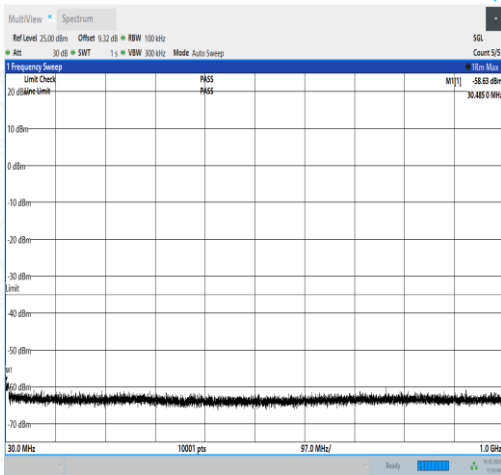 MultiView Spectrum
Ref Level 25.00 dBm Offset 9.32 dB RBW 100 kHz SGL
Att 30 dB SWT 1 s VBW 300 kHz Mode Auto Sweep Count 5/5
1 Frequency Sweep 1Rm Max
Limit Check PASS M1[1] -58.63 dBm
20 dBm Line Limit PASS 30.485 0 MHz
10 dBm
0 dBm
-10 dBm
-20 dBm
-30 dBm
Limit
-40 dBm
-50 dBm
M1
-60 dBm
-70 dBm
30.0 MHz 10001 pts 97.0 MHz/ 1.0 GHz
Ready